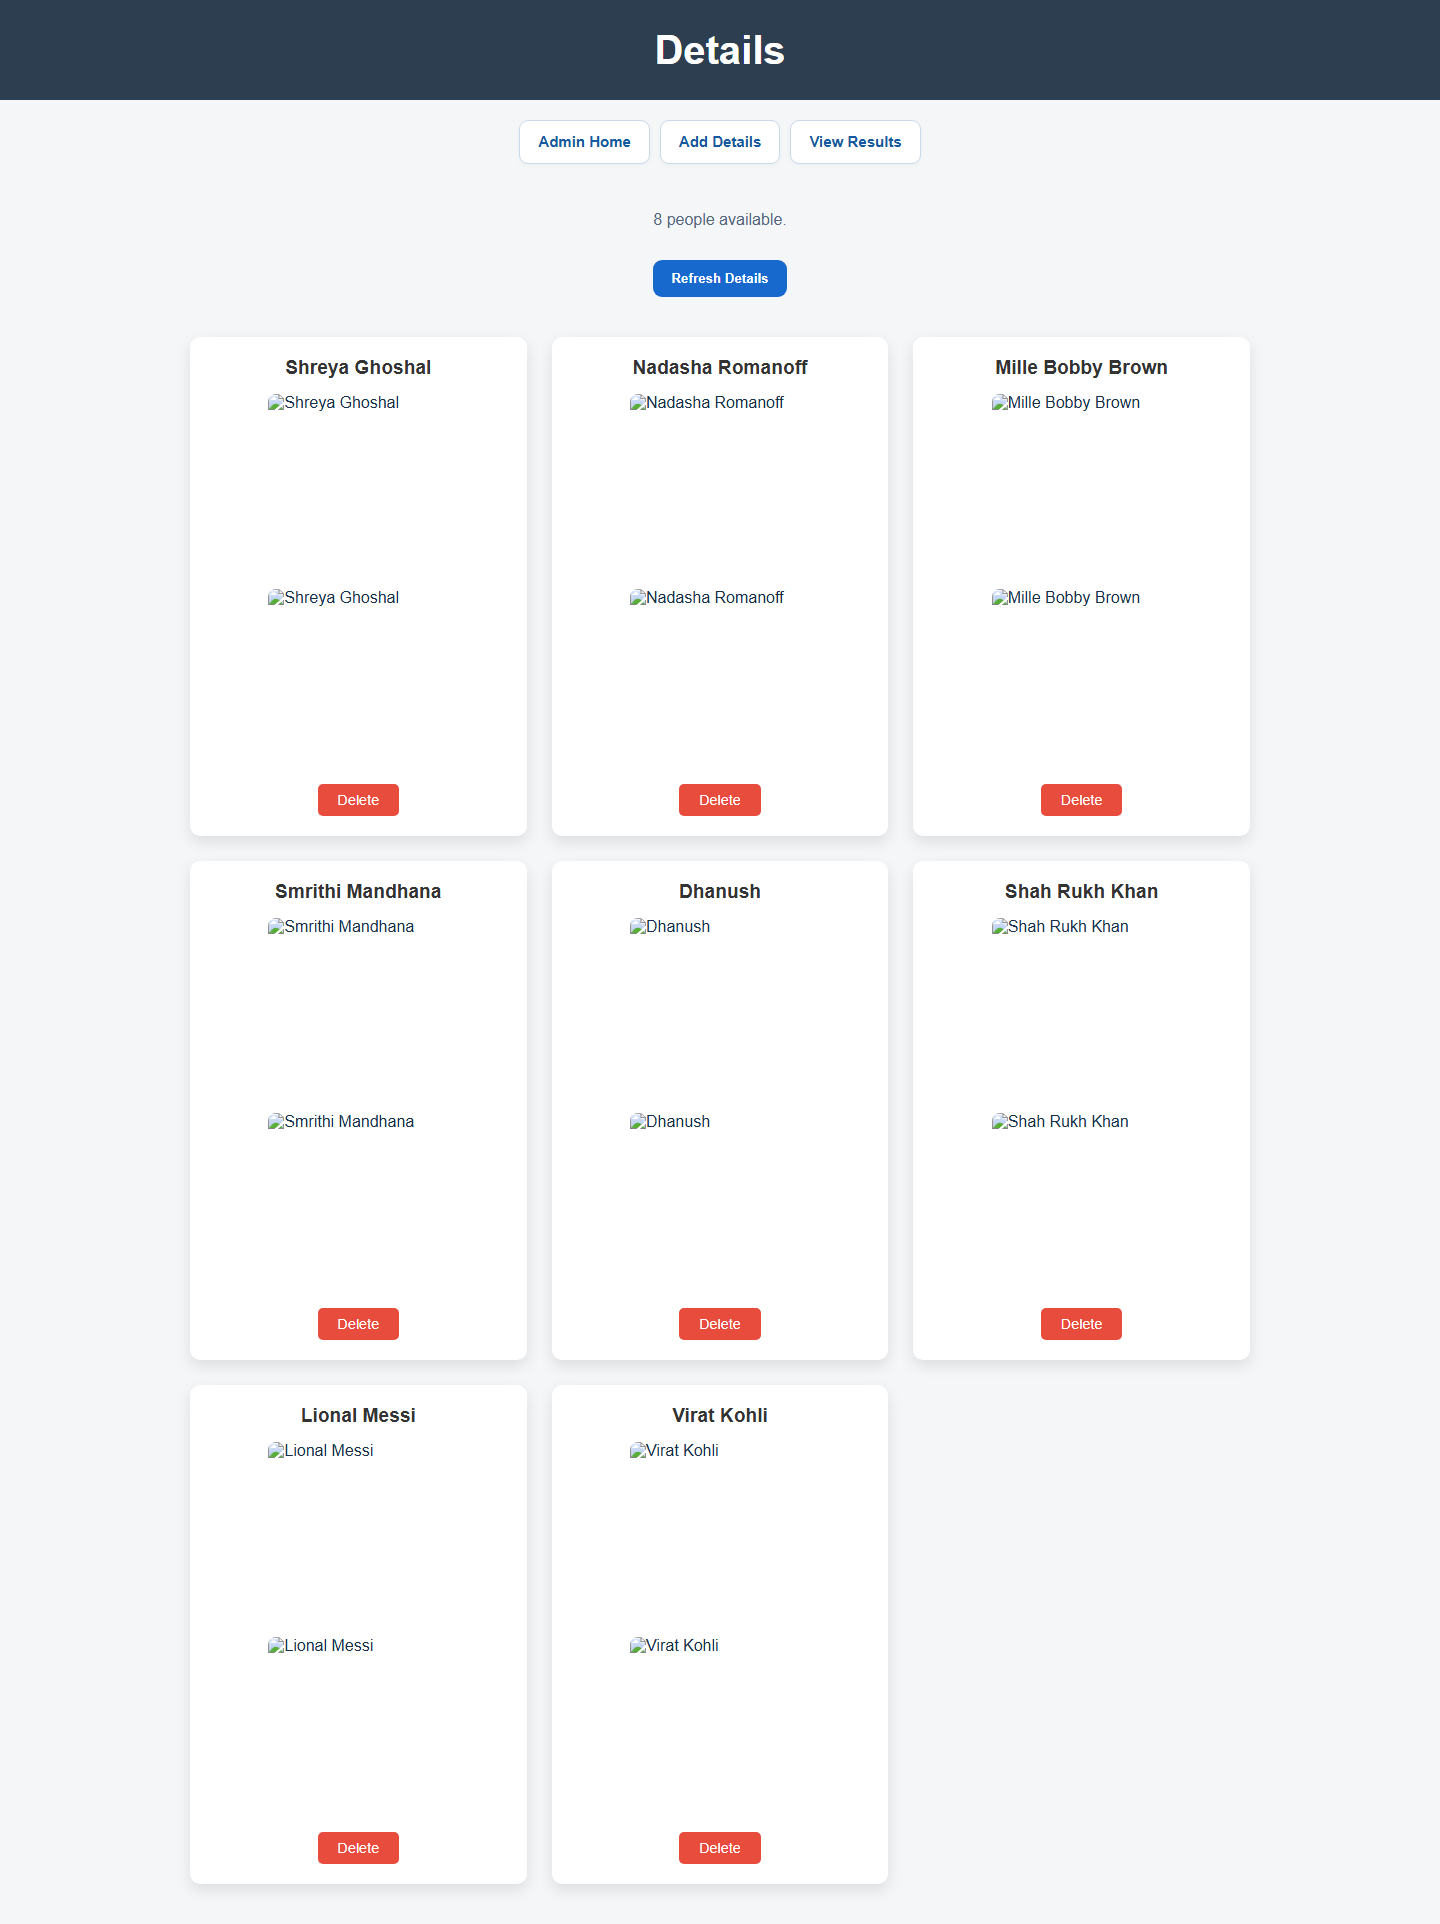 Details
Admin Home
Add Details
View Results
8 people available.
Refresh Details
Shreya Ghoshal
Shreya Ghoshal
Shreya Ghoshal
Delete
Nadasha Romanoff
Nadasha Romanoff
Nadasha Romanoff
Delete
Mille Bobby Brown
Mille Bobby Brown
Mille Bobby Brown
Delete
Smrithi Mandhana
Smrithi Mandhana
Smrithi Mandhana
Delete
Dhanush
Dhanush
Dhanush
Delete
Shah Rukh Khan
Shah Rukh Khan
Shah Rukh Khan
Delete
Lional Messi
Lional Messi
Lional Messi
Delete
Virat Kohli
Virat Kohli
Virat Kohli
Delete